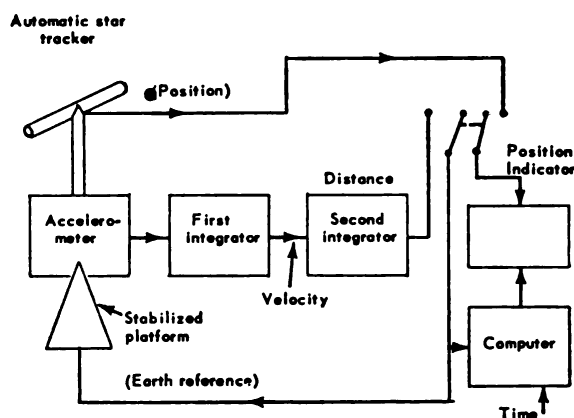 Automatic star
tracker
(Position)
Position
Indicator
Distance
Accelero-
meter
First
integrator
Second
integrator
Velocity
Stabilized
platform
Computer
(Earth reference)
Time